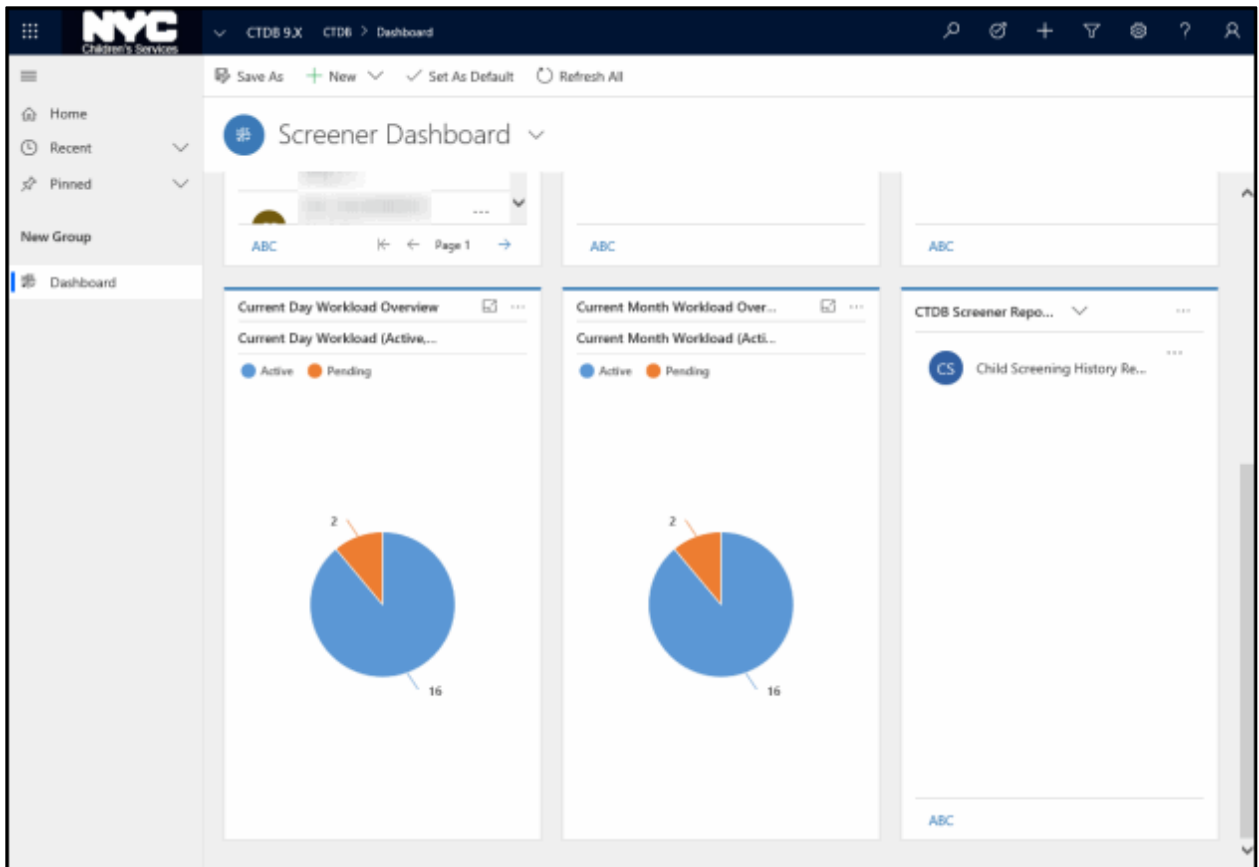 NYC
Children's Services
CTDB 9.X CTDB > Dashboard
Save As New Set As Default Refresh All
Home
Recent
Pinned
New Group
Dashboard
Screener Dashboard
ABC Page 1
ABC
ABC
Current Day Workload Overview
Current Day Workload (Active,...
Active Pending
2
16
Current Month Workload Over...
Current Month Workload (Acti...
Active Pending
2
16
CTDB Screener Repo...
CS Child Screening History Re...
ABC